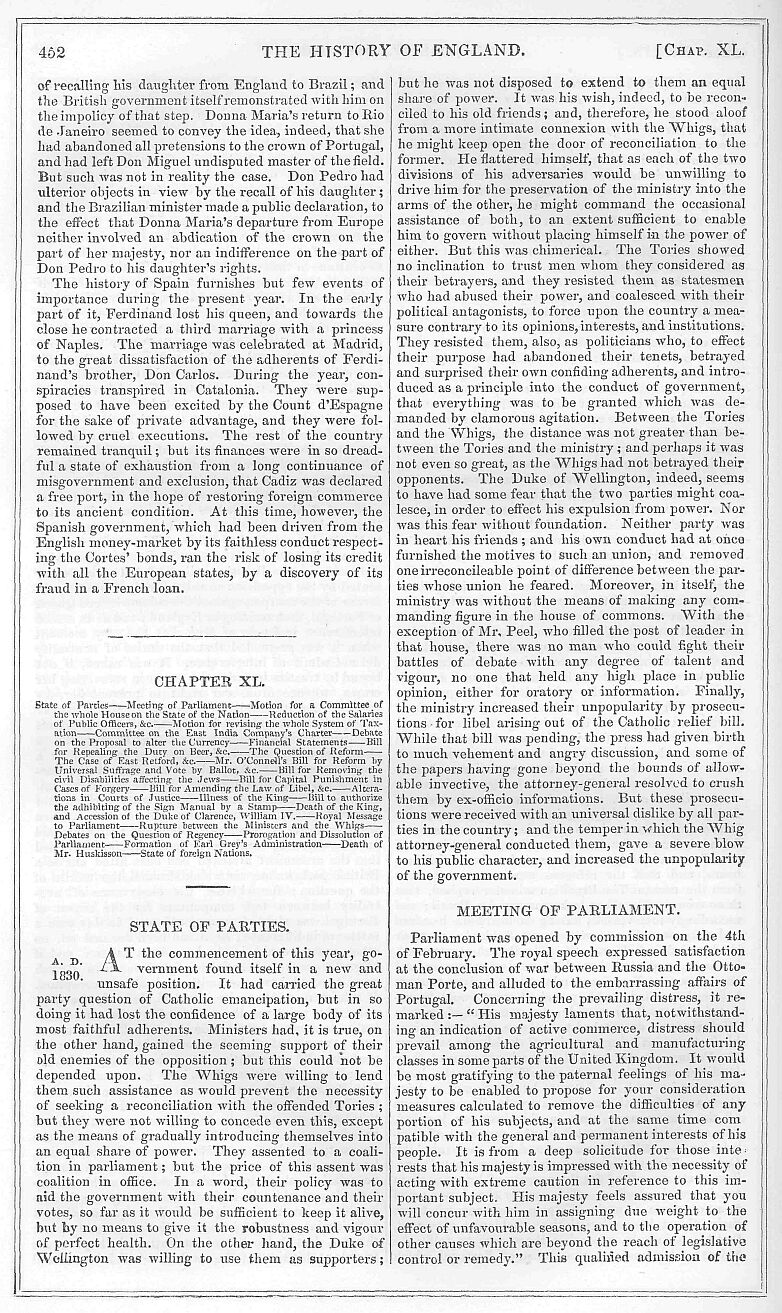 452
THE HISTORY OF ENGLAND.
[CHAP. XL.
of recalling his daughter from England to Brazil; and
the British government itself remonstrated with him on
the impolicy of that step. Donna Maria's return to Rio
de Janeiro seemed to convey the idea, indeed, that she
had abandoned all pretensions to the crown of Portugal,
and had left Don Miguel undisputed master of the field.
But such was not in reality the case. Don Pedro had
ulterior objects in view by the recall of his daughter;
and the Brazilian minister made a public declaration, to
the effect that Donna Maria's departure from Europe
neither involved an abdication of the crown on the
part of her majesty, nor an indifference on the part of
Don Pedro to his daughter's rights.
The history of Spain furnishes but few events of
importance during the present year. In the early
part of it, Ferdinand lost his queen, and towards the
close he contracted a third marriage with a princess
of Naples. The marriage was celebrated at Madrid,
to the great dissatisfaction of the adherents of Ferdi-
nand's brother, Don Carlos. During the year, con-
spiracies transpired in Catalonia. They were sup-
posed to have been excited by the Count d'Espagne
for the sake of private advantage, and they were fol-
lowed by cruel executions. The rest of the country
remained tranquil; but its finances were in so dread-
ful a state of exhaustion from a long continuance of
misgovernment and exclusion, that Cadiz was declared
a free port, in the hope of restoring foreign commerce
to its ancient condition. At this time, however, the
Spanish government, which had been driven from the
English money-market by its faithless conduct respect-
ing the Cortes' bonds, ran the risk of losing its credit
with all the European states, by a discovery of its
fraud in a French loan.
CHAPTER XL.
State of Parties—Meeting of Parliament—Motion for a Committee of
the whole House on the State of the Nation—Reduction of the Salaries
of Public Officers, &c.—Motion for revising the whole System of Tax-
ation—Committee on the East India Company's Charter—Debate
on the Proposal to alter the Currency—Financial Statements—Bill
for Repealing the Duty on Beer, &c.—The Question of Reform—
The Case of East Retford, &c.—Mr. O'Connell's Bill for Reform by
Universal Suffrage and Vote by Ballot, &c.—Bill for Removing the
civil Disabilities affecting the Jews—Bill for Capital Punishment in
Cases of Forgery—Bill for Amending the Law of Libel, &c.—Altera-
tions in Courts of Justice—Illness of the King—Bill to authorize
the adhibiting of the Sign Manual by a Stamp—Death of the King,
and Accession of the Duke of Clarence, William IV.—Royal Message
to Parliament—Rupture between the Ministers and the Whigs—
Debates on the Question of Regency—Prorogation and Dissolution of
Parliament—Formation of Earl Grey's Administration—Death of
Mr. Huskisson—State of foreign Nations.
STATE OF PARTIES.
A. D. 1830.
AT the commencement of this year, go-
vernment found itself in a new and
unsafe position. It had carried the great
party question of Catholic emancipation, but in so
doing it had lost the confidence of a large body of its
most faithful adherents. Ministers had, it is true, on
the other hand, gained the seeming support of their
old enemies of the opposition; but this could not be
depended upon. The Whigs were willing to lend
them such assistance as would prevent the necessity
of seeking a reconciliation with the offended Tories;
but they were not willing to concede even this, except
as the means of gradually introducing themselves into
an equal share of power. They assented to a coali-
tion in parliament; but the price of this assent was
coalition in office. In a word, their policy was to
aid the government with their countenance and their
votes, so far as it would be sufficient to keep it alive,
but by no means to give it the robustness and vigour
of perfect health. On the other hand, the Duke of
Wellington was willing to use them as supporters;
but he was not disposed to extend to them an equal
share of power. It was his wish, indeed, to be recon-
ciled to his old friends; and, therefore, he stood aloof
from a more intimate connexion with the Whigs, that
he might keep open the door of reconciliation to the
former. He flattered himself, that as each of the two
divisions of his adversaries would be unwilling to
drive him for the preservation of the ministry into the
arms of the other, he might command the occasional
assistance of both, to an extent sufficient to enable
him to govern without placing himself in the power of
either. But this was chimerical. The Tories showed
no inclination to trust men whom they considered as
their betrayers, and they resisted them as statesmen
who had abused their power, and coalesced with their
political antagonists, to force upon the country a mea-
sure contrary to its opinions, interests, and institutions.
They resisted them, also, as politicians who, to effect
their purpose had abandoned their tenets, betrayed
and surprised their own confiding adherents, and intro-
duced as a principle into the conduct of government,
that everything was to be granted which was de-
manded by clamorous agitation. Between the Tories
and the Whigs, the distance was not greater than be-
tween the Tories and the ministry; and perhaps it was
not even so great, as the Whigs had not betrayed their
opponents. The Duke of Wellington, indeed, seems
to have had some fear that the two parties might coa-
lesce, in order to effect his expulsion from power. Nor
was this fear without foundation. Neither party was
in heart his friends; and his own conduct had at once
furnished the motives to such an union, and removed
one irreconcileable point of difference between the par-
ties whose union he feared. Moreover, in itself, the
ministry was without the means of making any com-
manding figure in the house of commons. With the
exception of Mr. Peel, who filled the post of leader in
that house, there was no man who could fight their
battles of debate with any degree of talent and
vigour, no one that held any high place in public
opinion, either for oratory or information. Finally,
the ministry increased their unpopularity by prosecu-
tions for libel arising out of the Catholic relief bill.
While that bill was pending, the press had given birth
to much vehement and angry discussion, and some of
the papers having gone beyond the bounds of allow-
able invective, the attorney-general resolved to crush
them by ex-officio informations. But these prosecu-
tions were received with an universal dislike by all par-
ties in the country; and the temper in which the Whig
attorney-general conducted them, gave a severe blow
to his public character, and increased the unpopularity
of the government.
MEETING OF PARLIAMENT.
Parliament was opened by commission on the 4th
of February. The royal speech expressed satisfaction
at the conclusion of war between Russia and the Otto-
man Porte, and alluded to the embarrassing affairs of
Portugal. Concerning the prevailing distress, it re-
marked:—"His majesty laments that, notwithstand-
ing an indication of active commerce, distress should
prevail among the agricultural and manufacturing
classes in some parts of the United Kingdom. It would
be most gratifying to the paternal feelings of his ma-
jesty to be enabled to propose for your consideration
measures calculated to remove the difficulties of any
portion of his subjects, and at the same time com
patible with the general and permanent interests of his
people. It is from a deep solicitude for those inte-
rests that his majesty is impressed with the necessity of
acting with extreme caution in reference to this im-
portant subject. His majesty feels assured that you
will concur with him in assigning due weight to the
effect of unfavourable seasons, and to the operation of
other causes which are beyond the reach of legislative
control or remedy." This qualified admission of the